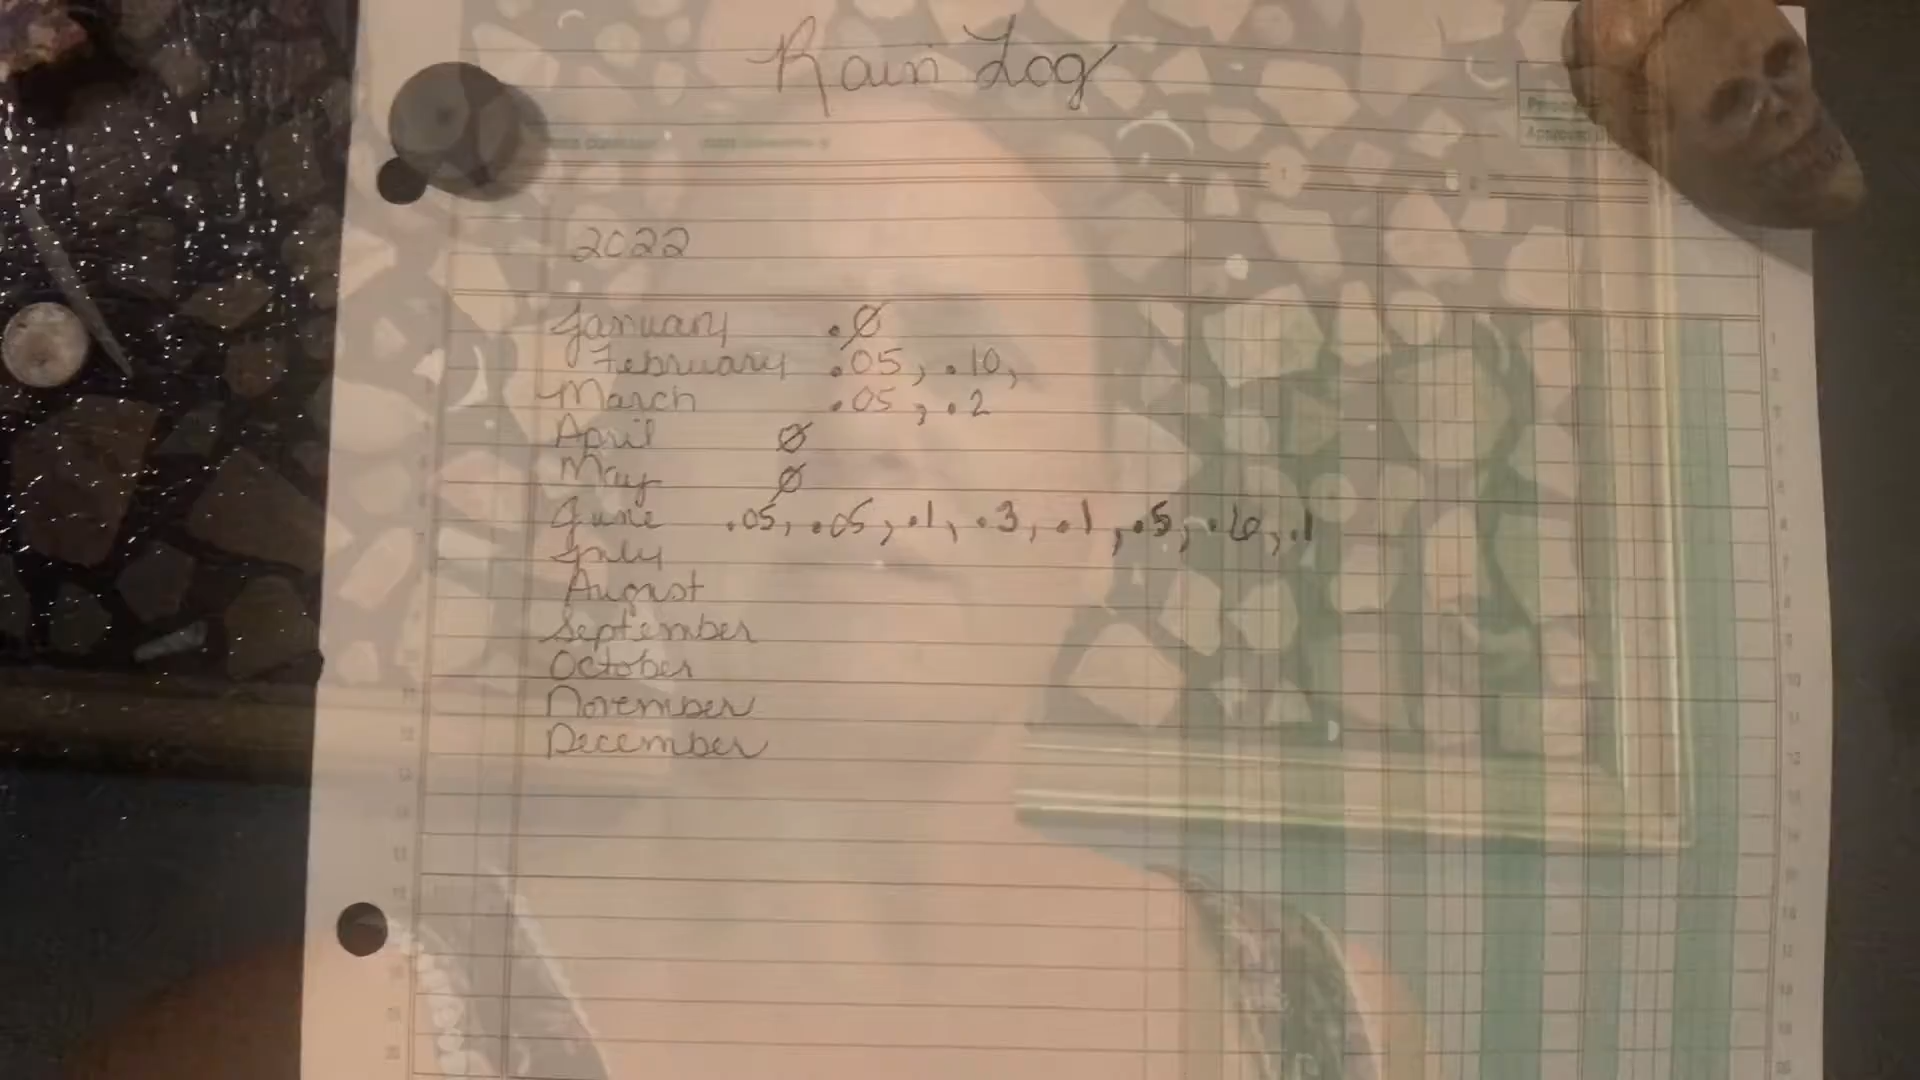 Rain Log
2022
January .Ø
February .05, .10,
March .05, .2
April Ø
May Ø
June .05, .05, .1, .3, .1, .5, .20, .1
July
August
September
October
November
December